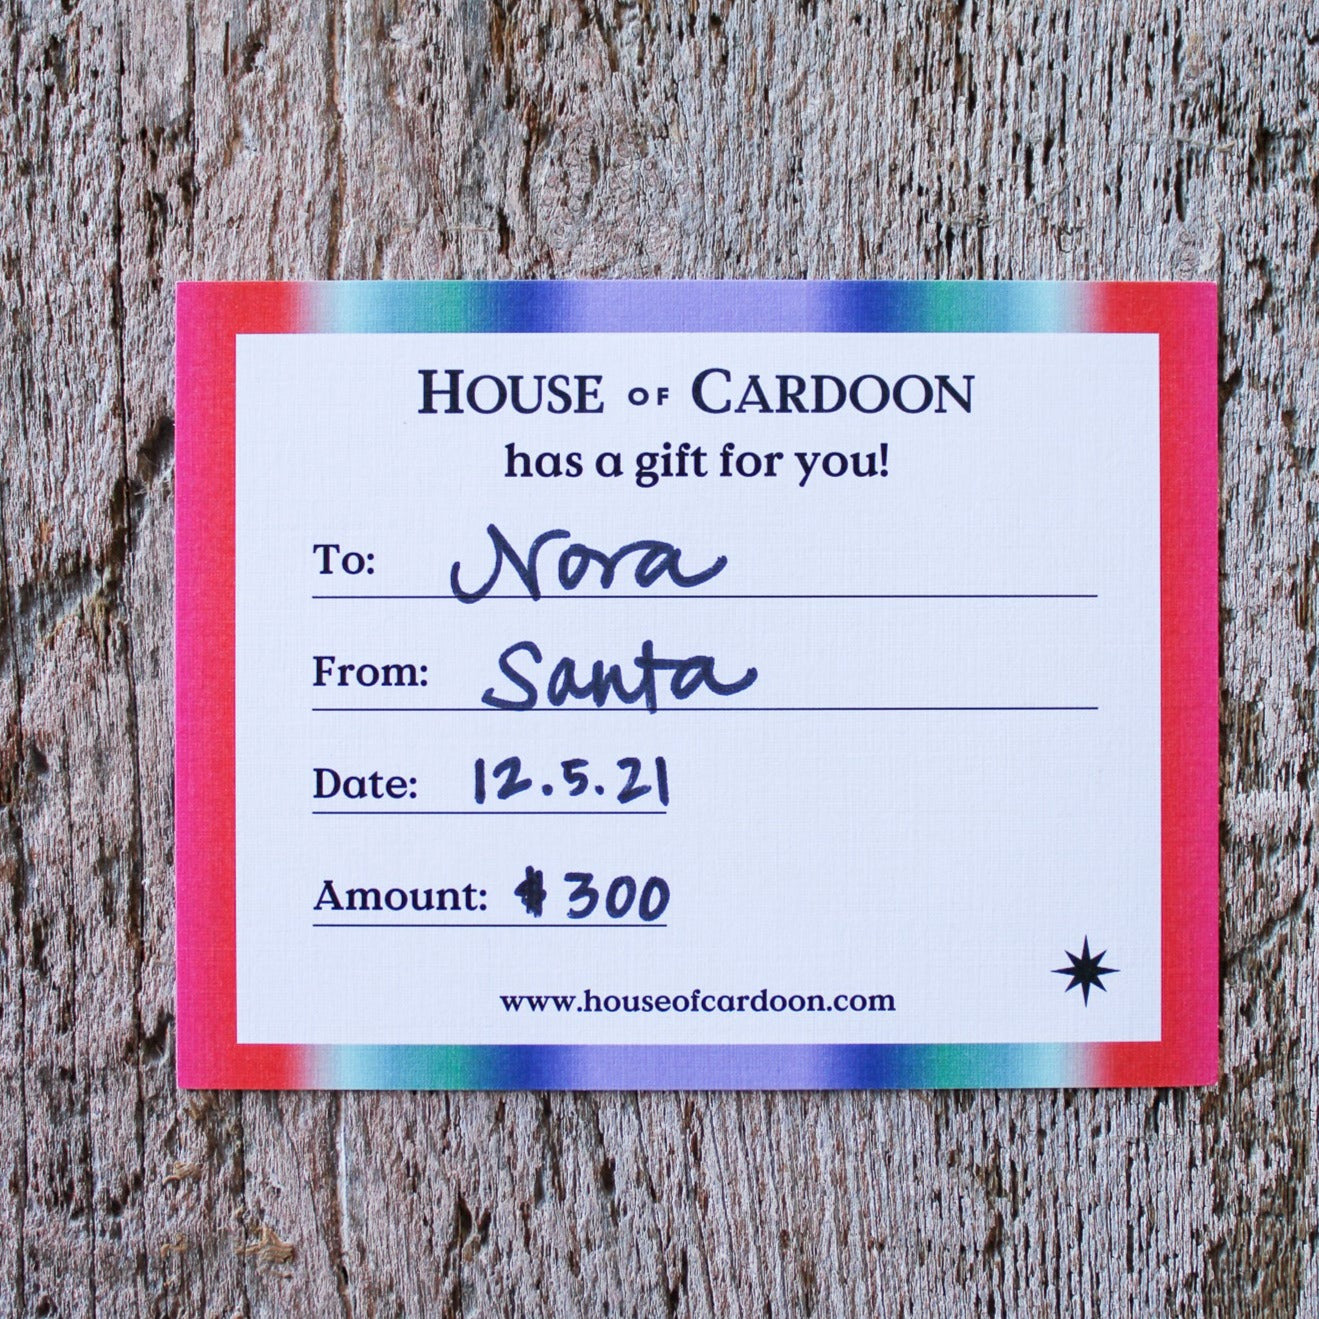 HOUSE OF CARDOON
has a gift for you!
To: Nora
From: Santa
Date: 12.5.21
Amount: $300
www.houseofcardoon.com